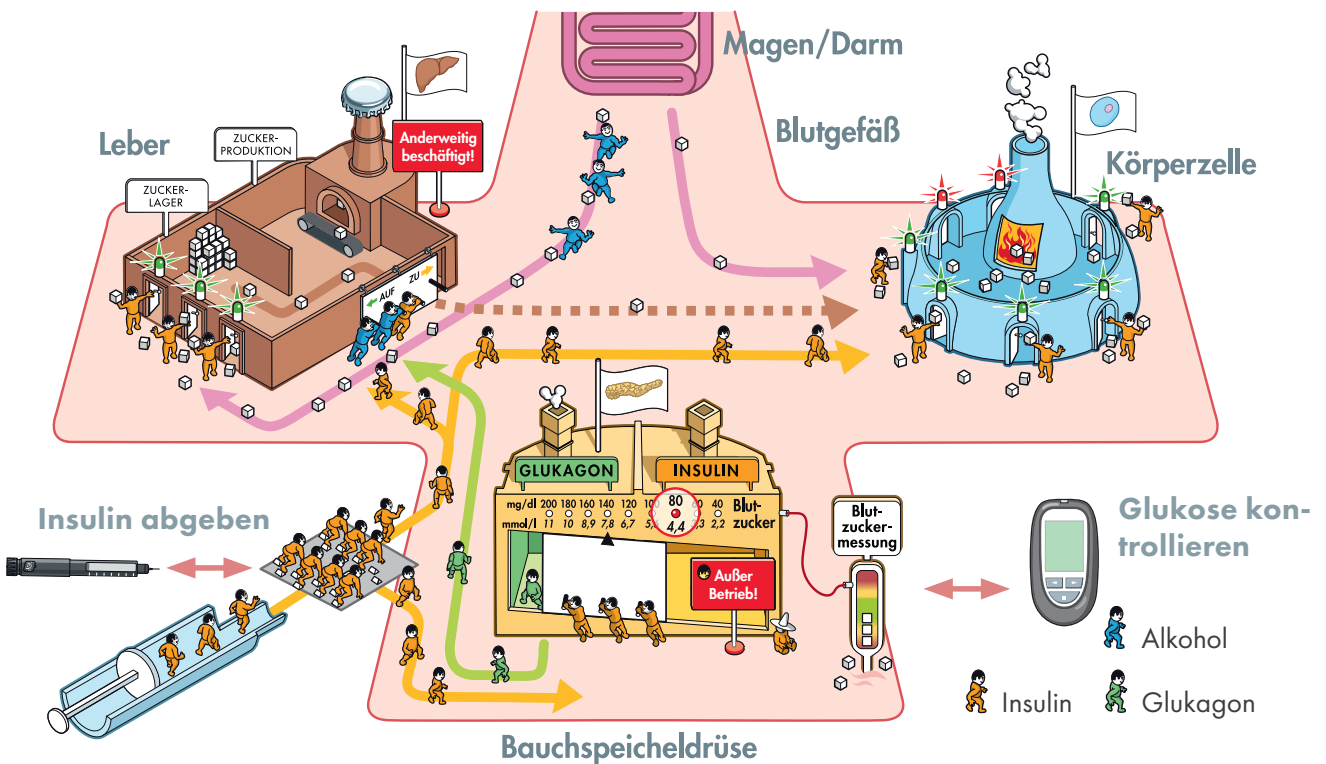 Magen/Darm
Blutgefäß
Leber
Körperzelle
ZUCKER-
PRODUKTION
Anderweitig
beschäftigt!
ZUCKER-
LAGER
AUF
ZU
GLUKAGON
INSULIN
mg/dl 200 180 160 140 120 80 40
mmol/l 11 10 8,9 7,8 6,7 4,4 2,2
Blut-
zucker
Blut-
zucker-
messung
Außer
Betrieb!
Insulin abgeben
Glukose kon-
trollieren
Alkohol
Insulin
Glukagon
Bauchspeicheldrüse